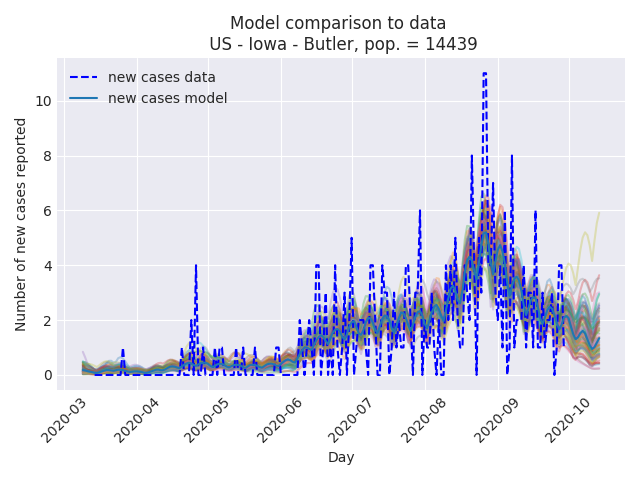 Model comparison to data
US - Iowa - Butler, pop. = 14439
new cases data
new cases model
Number of new cases reported
10
8
6
4
2
0
2020-03
2020-04
2020-05
2020-06
2020-07
2020-08
2020-09
2020-10
Day